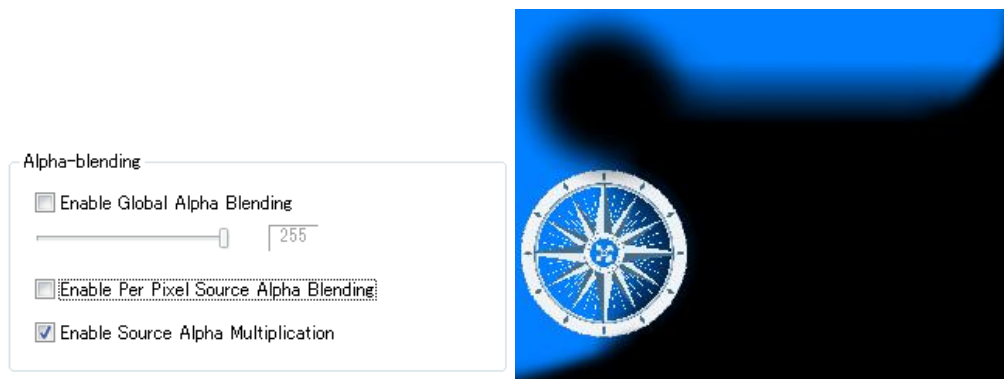 Alpha-blending
Enable Global Alpha Blending
255
Enable Per Pixel Source Alpha Blending
Enable Source Alpha Multiplication